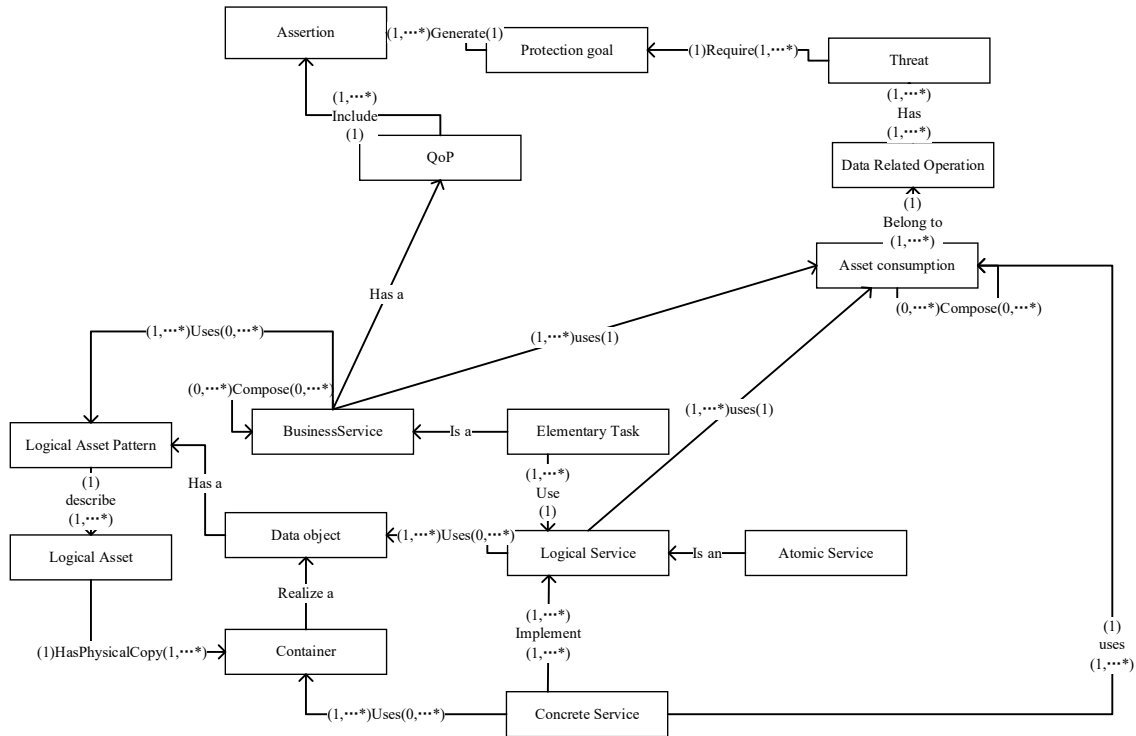 Assertion
(1,···*)Generate(1)
Protection goal
(1)Require(1,···*)
Threat
(1,···*)
Has
(1,···*)
(1,···*)
Include
(1)
QoP
Data Related Operation
(1)
Belong to
(1,···*)
Asset consumption
(0,···*)Compose(0,···*)
Has a
(1,···*)Uses(0,···*)
(1,···*)uses(1)
(0,···*)Compose(0,···*)
(1,···*)uses(1)
Logical Asset Pattern
BusinessService
Is a
Elementary Task
(1)
describe
(1,···*)
Has a
(1,···*)
Use
(1)
Data object
(1,···*)Uses(0,···*)
Logical Asset
Logical Service
Is an
Atomic Service
Realize a
(1,···*)
Implement
(1,···*)
(1)HasPhysicalCopy(1,···*)
Container
(1)
uses
(1,···*)
(1,···*)Uses(0,···*)
Concrete Service